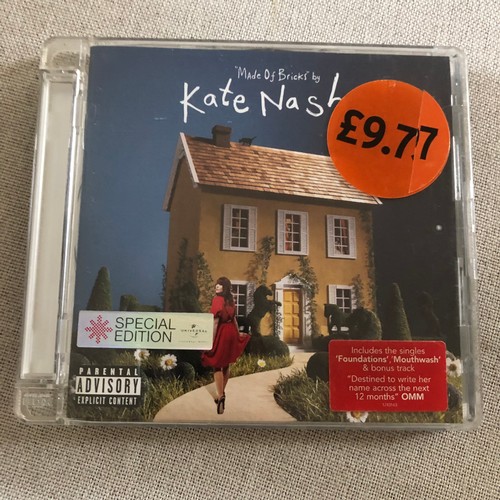 "Made Of Bricks" by
Kate Nash
£9.77
SPECIAL
EDITION
UNIVERSAL
PARENTAL
ADVISORY
EXPLICIT CONTENT
Includes the singles
'Foundations', 'Mouthwash'
& bonus track
"Destined to write her
name across the next
12 months" OMM